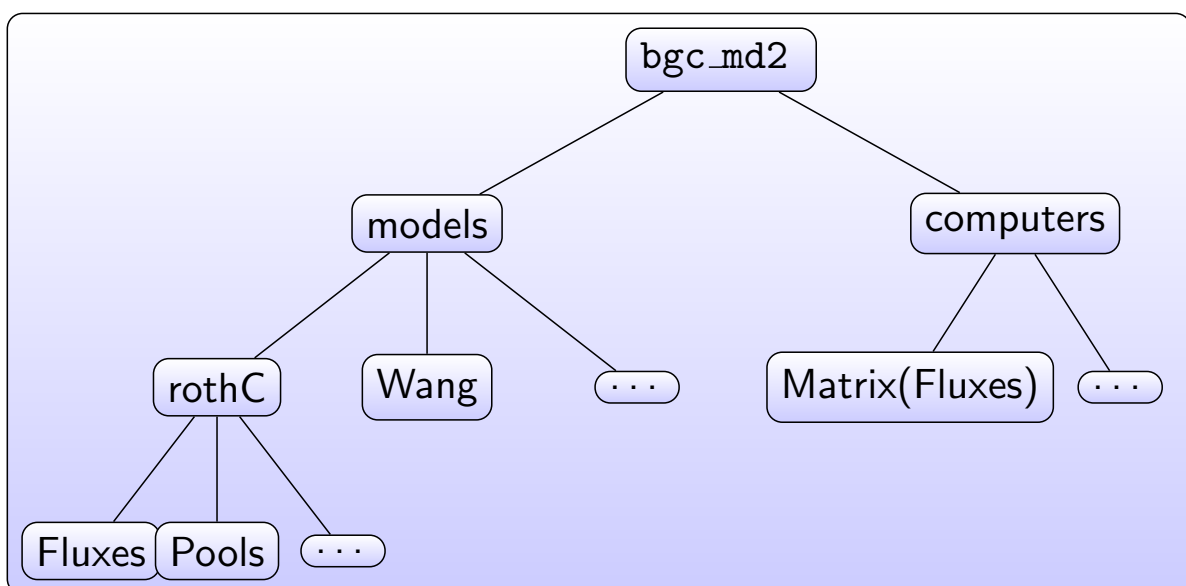 bgc_md2
models
computers
rothC
Wang
...
Matrix(Fluxes)
...
Fluxes
Pools
...